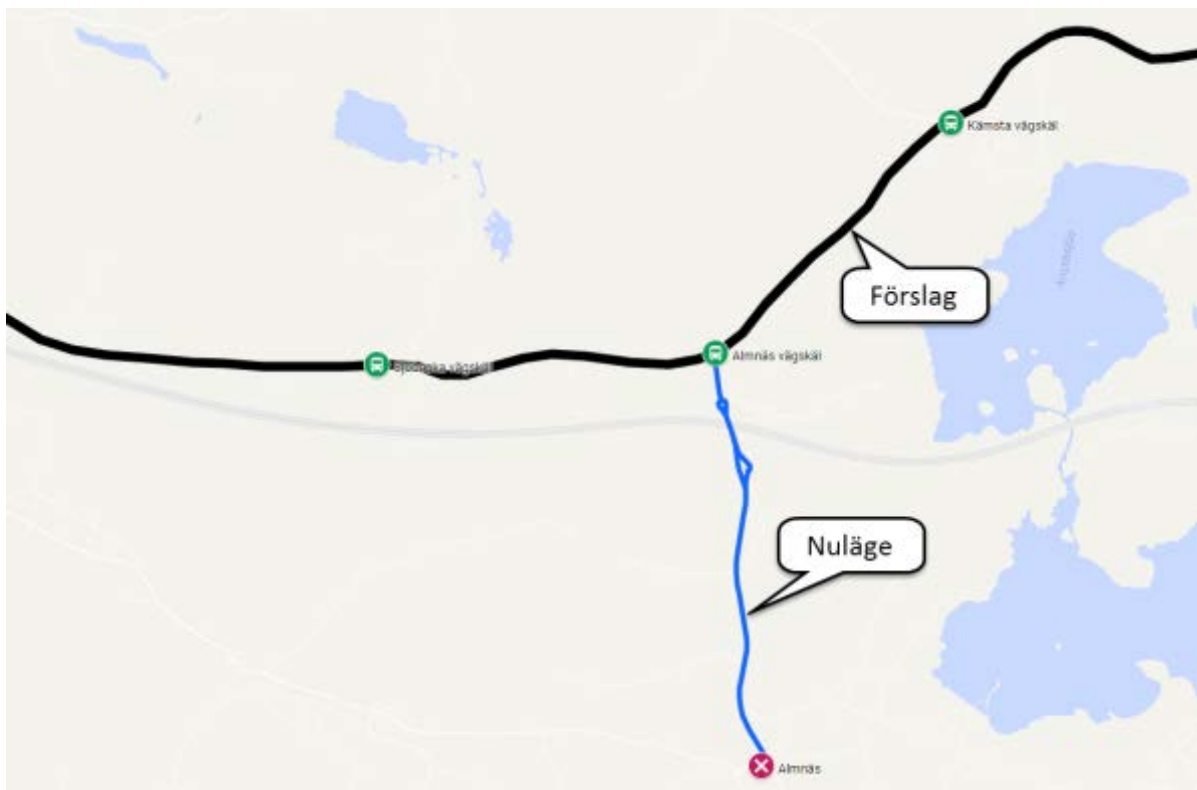 Kämsta vägskäl
Förslag
Almnäs vägskäl
Nuläge
Almnäs